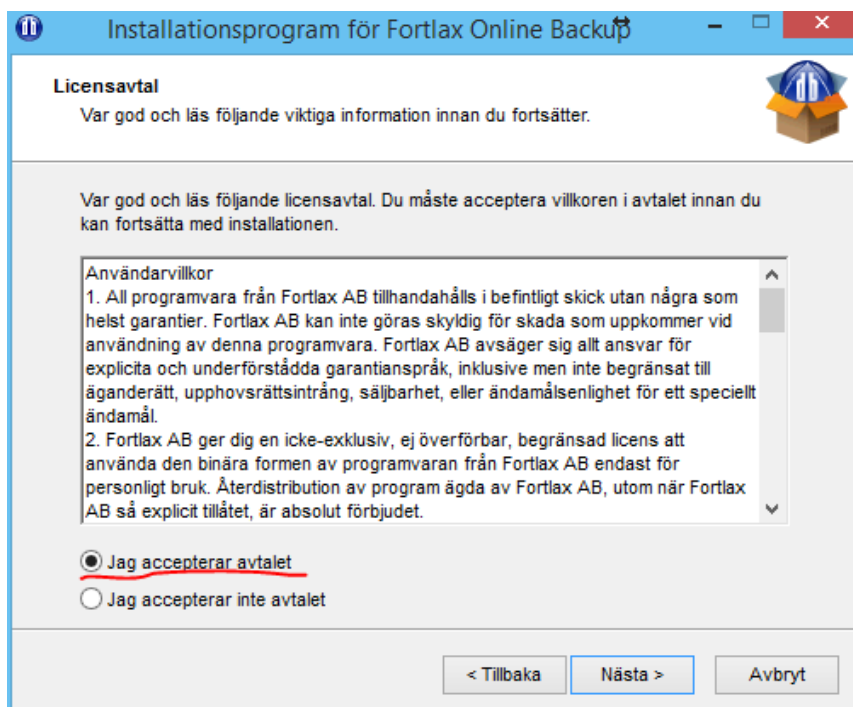 Installationsprogram för Fortlax Online Backup
Licensavtal
Var god och läs följande viktiga information innan du fortsätter.
db
Var god och läs följande licensavtal. Du måste acceptera villkoren i avtalet innan du
kan fortsätta med installationen.
Användarvillkor
1. All programvara från Fortlax AB tillhandahålls i befintligt skick utan några som
helst garantier. Fortlax AB kan inte göras skyldig för skada som uppkommer vid
användning av denna programvara. Fortlax AB avsäger sig allt ansvar för
explicita och underförstådda garantianspråk, inklusive men inte begränsat till
äganderätt, upphovsrättsintrång, säljbarhet, eller ändamålsenlighet för ett speciellt
ändamål.
2. Fortlax AB ger dig en icke-exklusiv, ej överförbar, begränsad licens att
använda den binära formen av programvaran från Fortlax AB endast för
personligt bruk. Återdistribution av program ägda av Fortlax AB, utom när Fortlax
AB så explicit tillåtet, är absolut förbjudet.
Jag accepterar avtalet
Jag accepterar inte avtalet
< Tillbaka
Nästa >
Avbryt